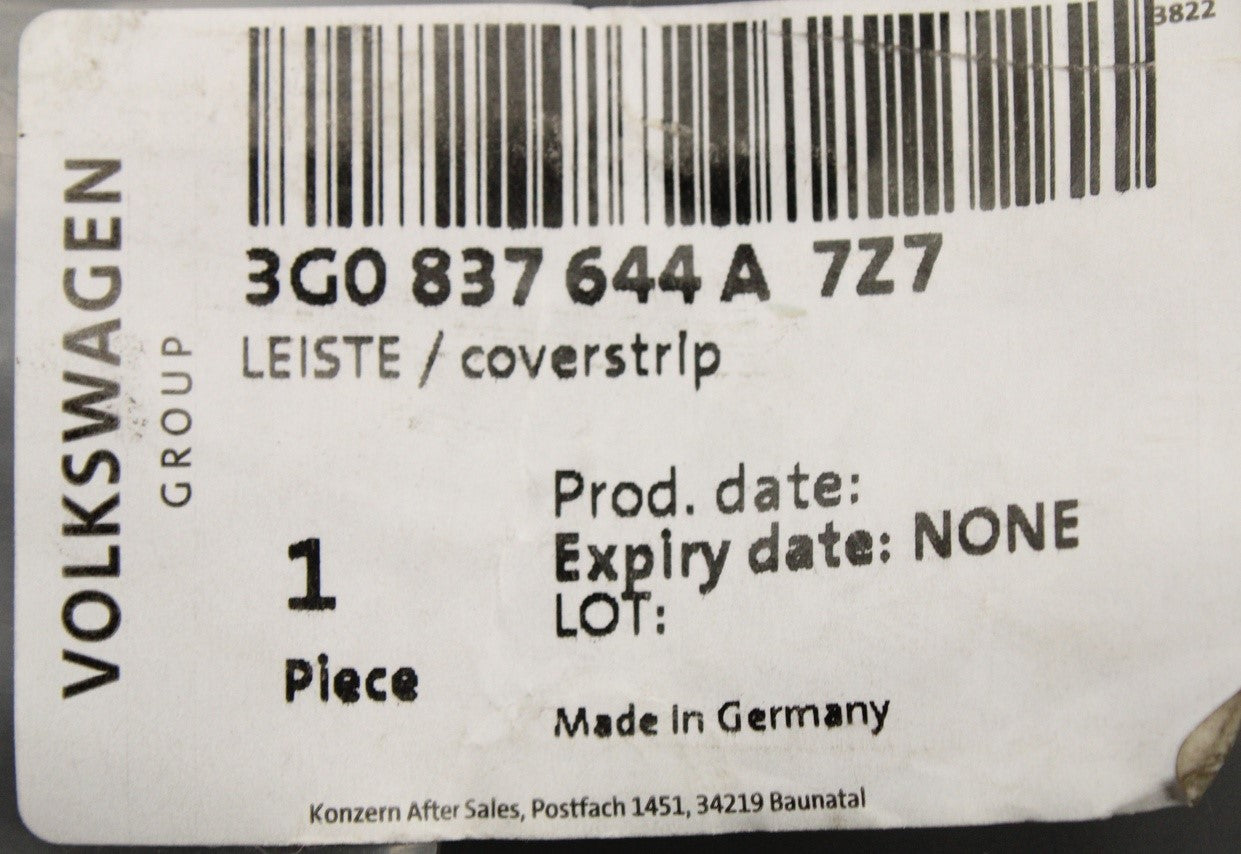 3822
3G0 837 644 A 7Z7
LEISTE / coverstrip
VOLKSWAGEN
GROUP
Prod. date:
Expiry date: NONE
LOT:
1
Piece
Made in Germany
Konzern After Sales, Postfach 1451, 34219 Baunatal